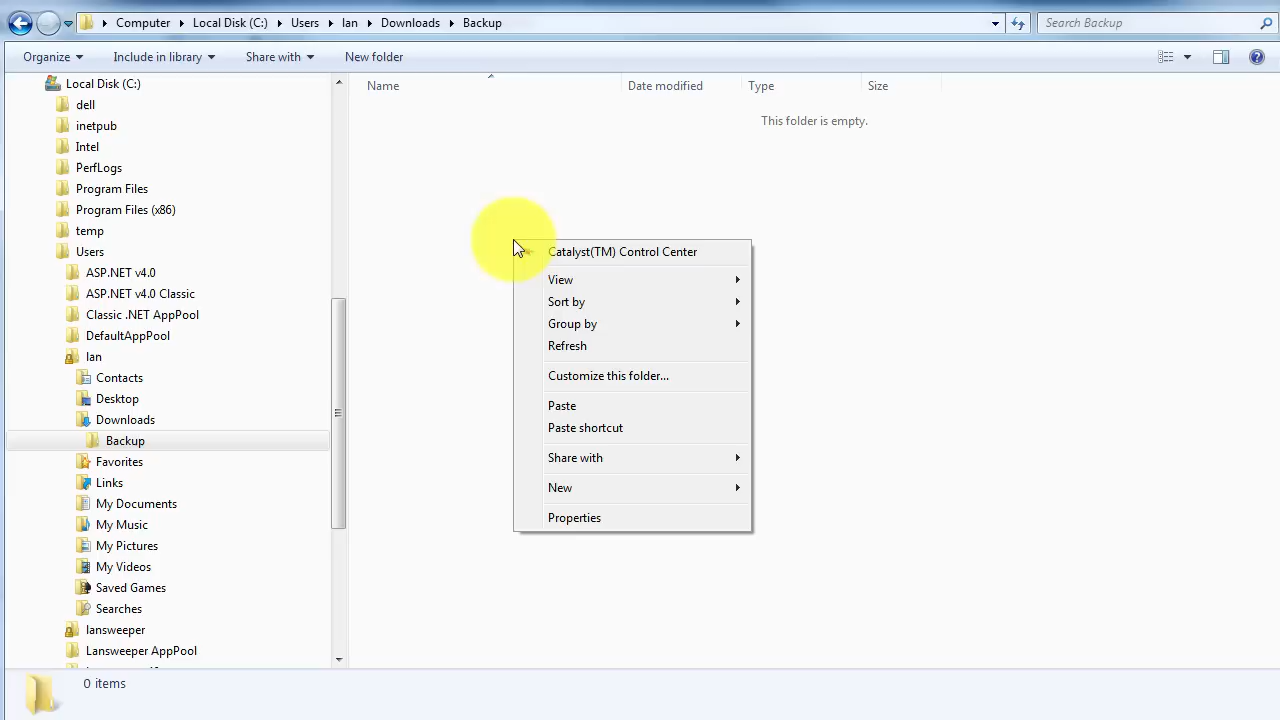 Computer Local Disk (C:) Users Ian Downloads Backup Search Backup
Organize Include in library Share with New folder
Name Date modified Type Size
This folder is empty.
Local Disk (C:)
dell
inetpub
Intel
PerfLogs
Program Files
Program Files (x86)
temp
Users
ASP.NET v4.0
ASP.NET v4.0 Classic
Classic .NET AppPool
DefaultAppPool
Ian
Contacts
Desktop
Downloads
Backup
Favorites
Links
My Documents
My Music
My Pictures
My Videos
Saved Games
Searches
lansweeper
Lansweeper AppPool
Catalyst(TM) Control Center
View
Sort by
Group by
Refresh
Customize this folder...
Paste
Paste shortcut
Share with
New
Properties
0 items